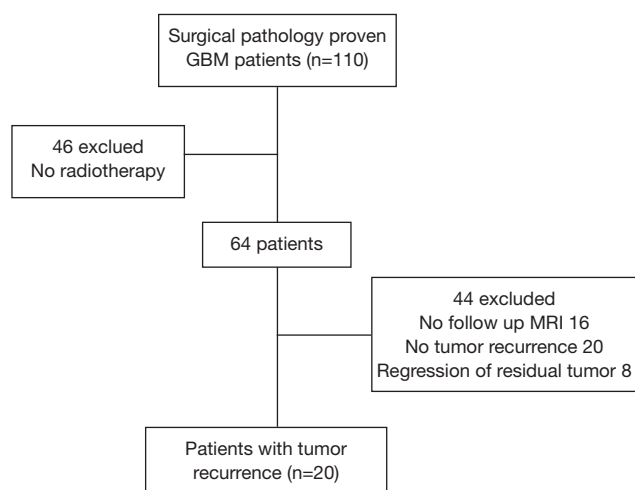 Surgical pathology proven
GBM patients (n=110)
46 exclued
No radiotherapy
64 patients
44 excluded
No follow up MRI 16
No tumor recurrence 20
Regression of residual tumor 8
Patients with tumor
recurrence (n=20)